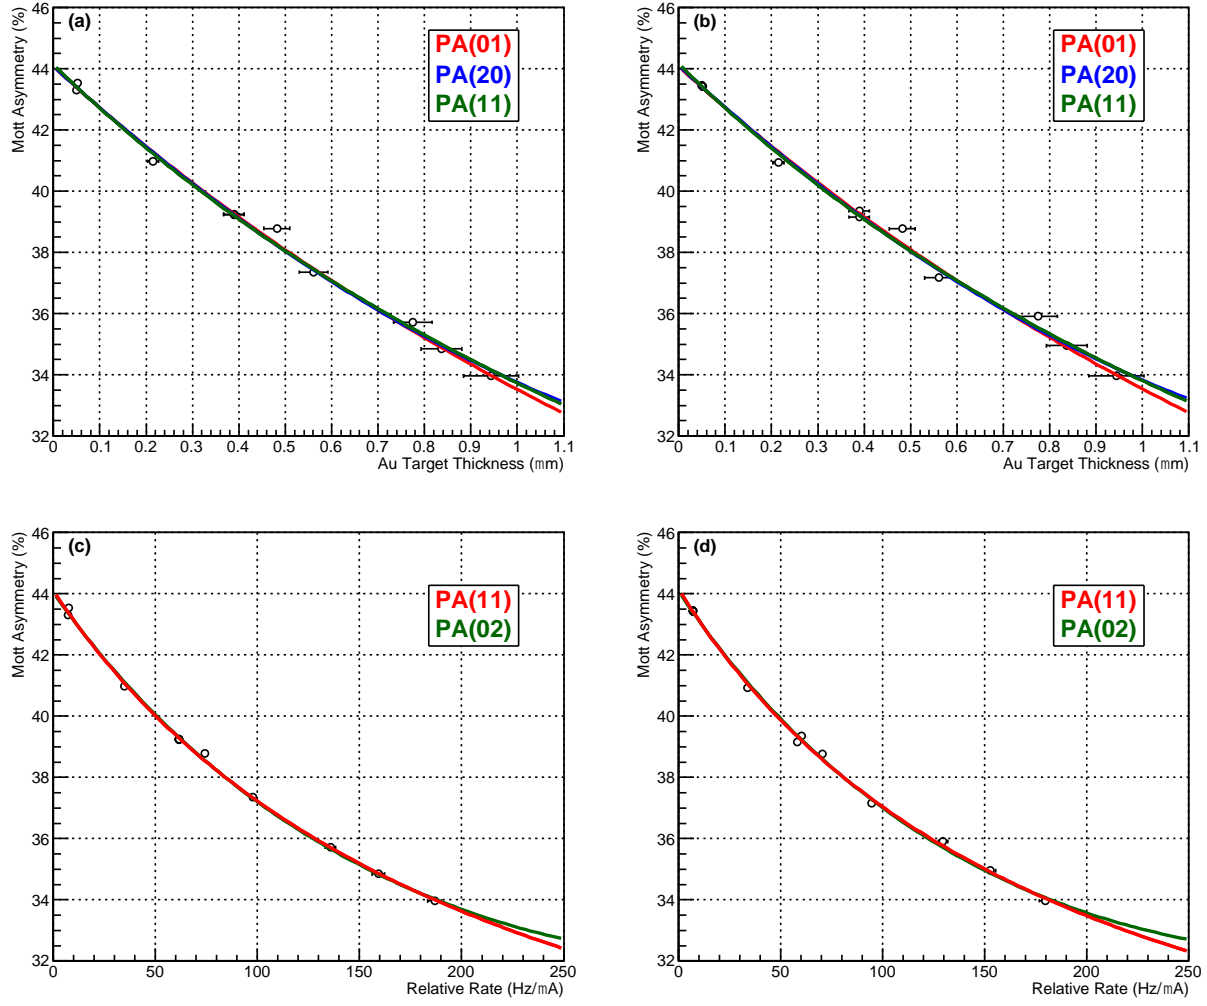 (a)
PA(01)
PA(20)
PA(11)
Mott Asymmetry (%)
46
44
42
40
38
36
34
32
0 0.1 0.2 0.3 0.4 0.5 0.6 0.7 0.8 0.9 1 1.1
Au Target Thickness (mm)
(b)
PA(01)
PA(20)
PA(11)
Mott Asymmetry (%)
46
44
42
40
38
36
34
32
0 0.1 0.2 0.3 0.4 0.5 0.6 0.7 0.8 0.9 1 1.1
Au Target Thickness (mm)
(c)
PA(11)
PA(02)
Mott Asymmetry (%)
46
44
42
40
38
36
34
32
0 50 100 150 200 250
Relative Rate (Hz/mA)
(d)
PA(11)
PA(02)
Mott Asymmetry (%)
46
44
42
40
38
36
34
32
0 50 100 150 200 250
Relative Rate (Hz/mA)